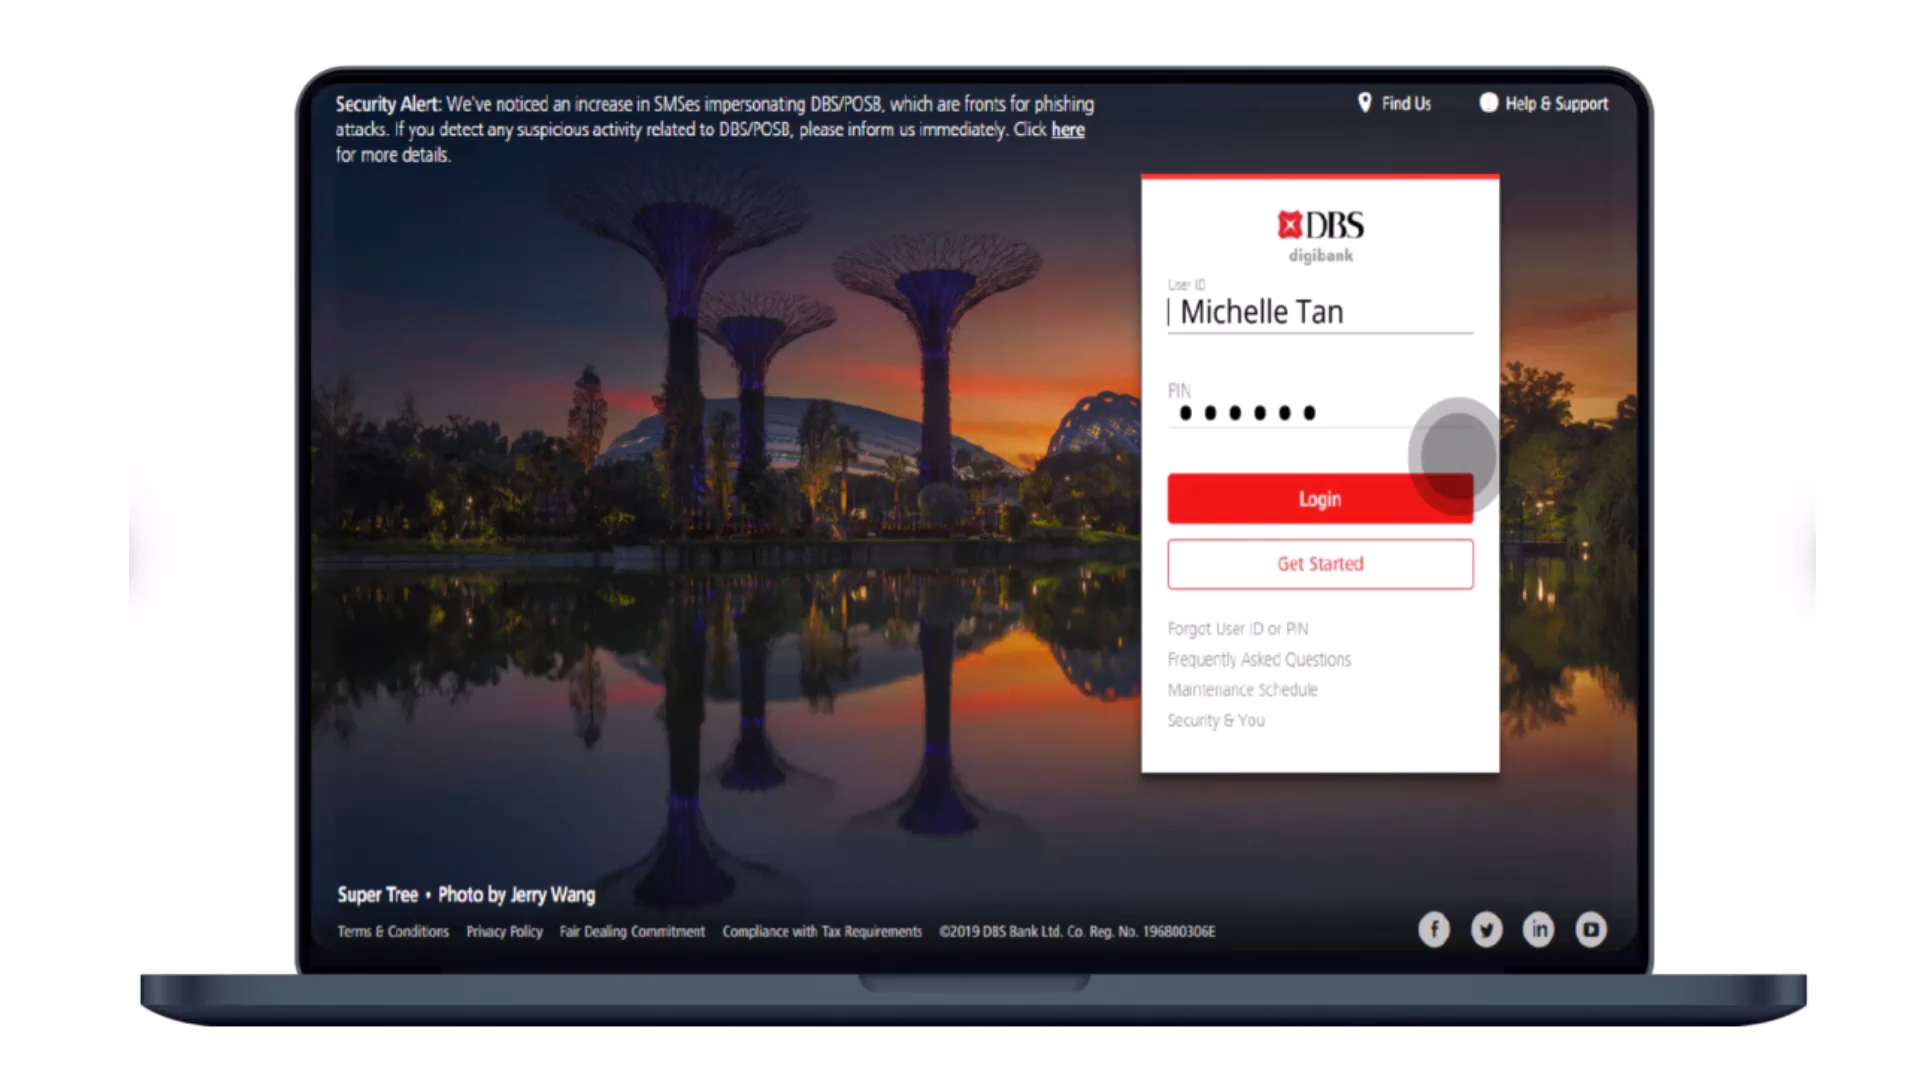 Security Alert: We've noticed an increase in SMSes impersonating DBS/POSB, which are fronts for phishing
attacks. If you detect any suspicious activity related to DBS/POSB, please inform us immediately. Click here
for more details.
Find Us
Help & Support
DBS
digibank
User ID
Michelle Tan
PIN
Login
Get Started
Forgot User ID or PIN
Frequently Asked Questions
Maintenance Schedule
Security & You
Super Tree • Photo by Jerry Wang
Terms & Conditions Privacy Policy Fair Dealing Commitment Compliance with Tax Requirements ©2019 DBS Bank Ltd. Co. Reg. No. 196800306E
f in